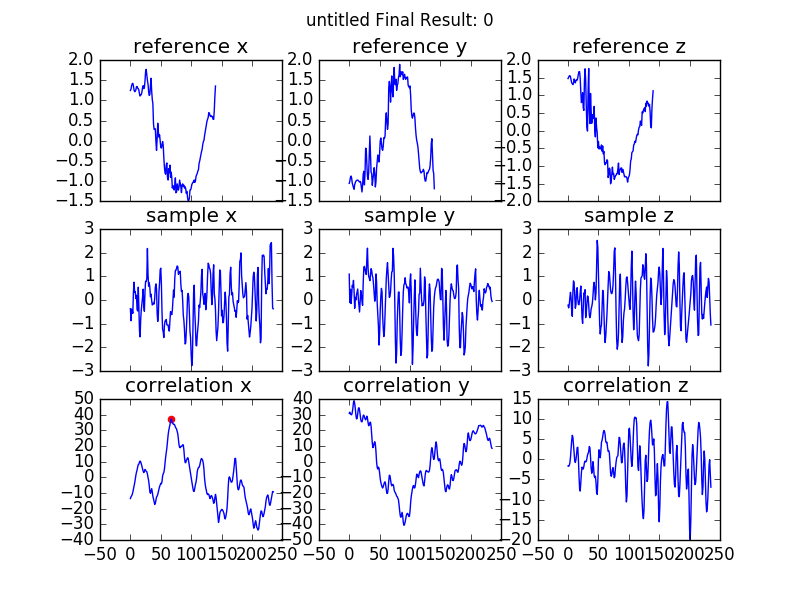 untitled Final Result: 0
reference x reference y reference z
2.0 2.0 2.0
1.5 1.5 1.5
1.0 1.0 1.0
0.5 0.5 0.5
0.0 0.0 0.0
−0.5 −0.5 −0.5
−1.0 −1.0 −1.0
−1.5 −1.5 −1.5
−2.0
sample x sample y sample z
3 3 3
2 2 2
1 1 1
0 0 0
−1 −1 −1
−2 −2 −2
−3 −3 −3
correlation x correlation y correlation z
50 40 15
40 30 10
30 20 5
20 10 0
10 0 −5
0 −10 −10
−10 −20 −15
−20 −30 −20
−30 −40
−40 −50
−50 0 50 100 150 200 250 −50 0 50 100 150 200 250 −50 0 50 100 150 200 250